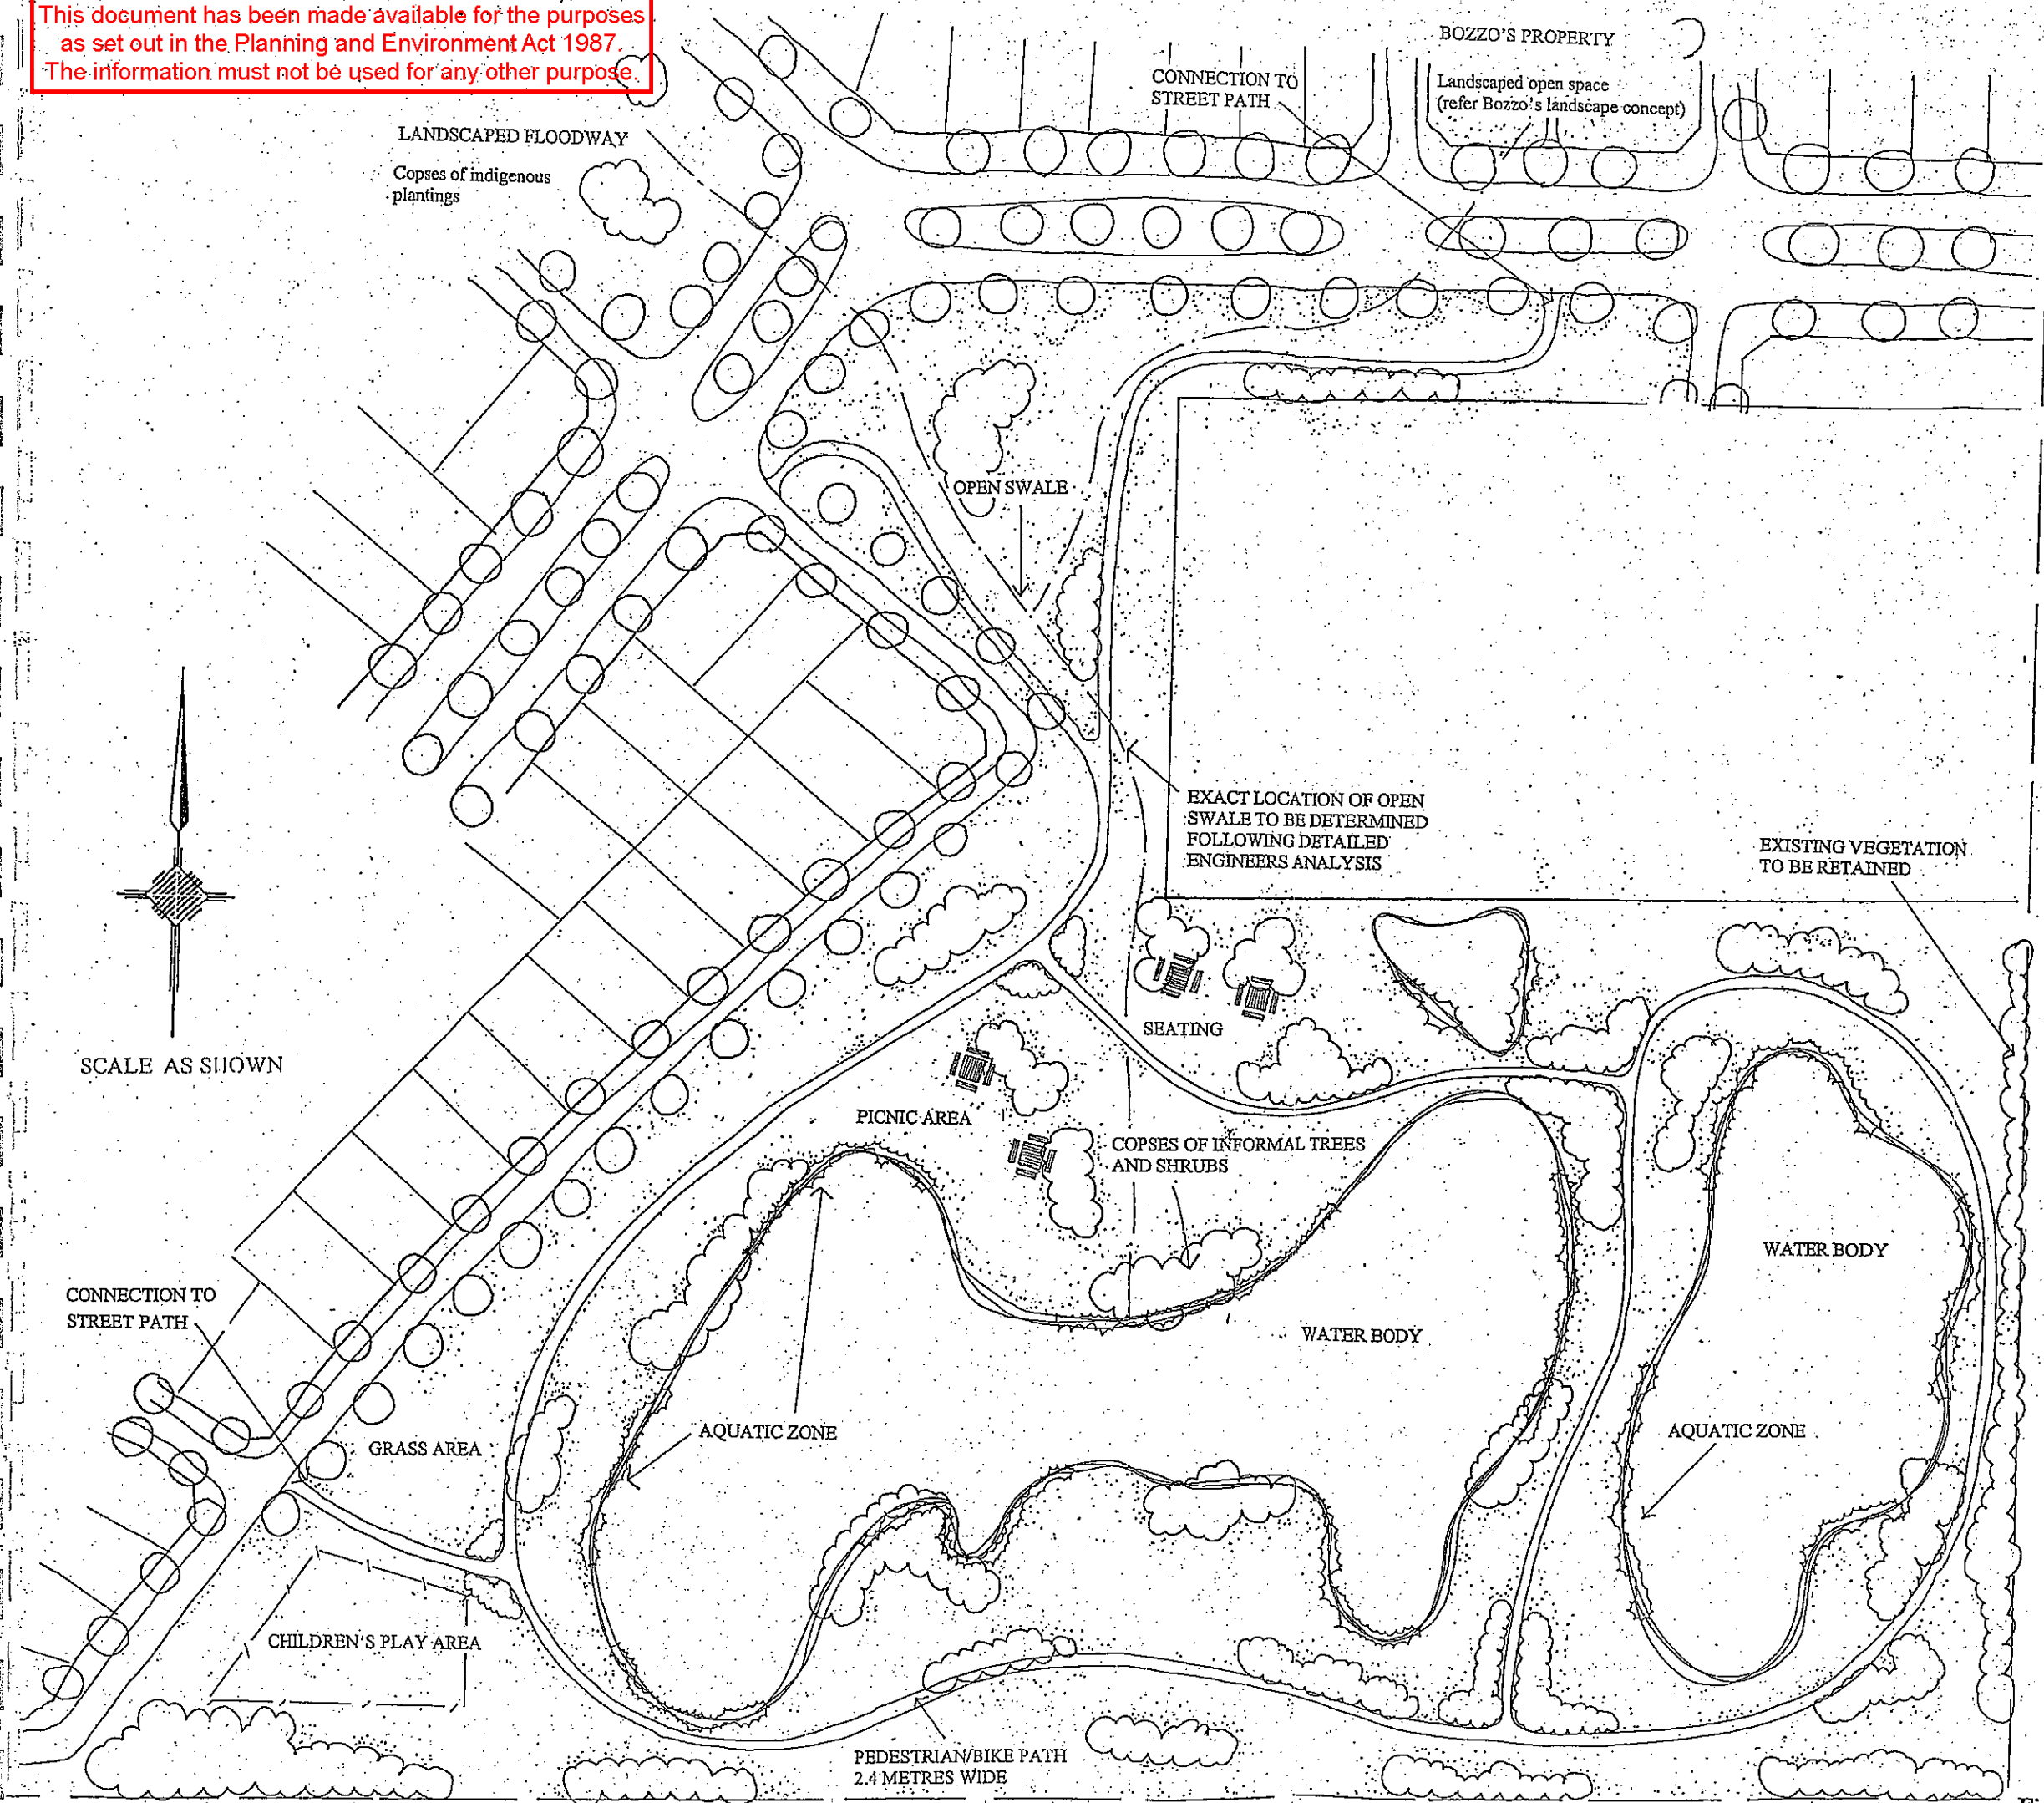 This document has been made available for the purposes
as set out in the Planning and Environment Act 1987.
The information must not be used for any other purpose.
BOZZO'S PROPERTY
Landscaped open space
(refer Bozzo's landscape concept)
CONNECTION TO
STREET PATH
LANDSCAPED FLOODWAY
Copses of indigenous
plantings
OPEN SWALE
EXACT LOCATION OF OPEN
SWALE TO BE DETERMINED
FOLLOWING DETAILED
ENGINEERS ANALYSIS
EXISTING VEGETATION
TO BE RETAINED
SCALE AS SHOWN
SEATING
PICNIC AREA
COPSES OF INFORMAL TREES
AND SHRUBS
WATER BODY
WATER BODY
CONNECTION TO
STREET PATH
AQUATIC ZONE
AQUATIC ZONE
GRASS AREA
CHILDREN'S PLAY AREA
PEDESTRIAN/BIKE PATH
2.4 METRES WIDE